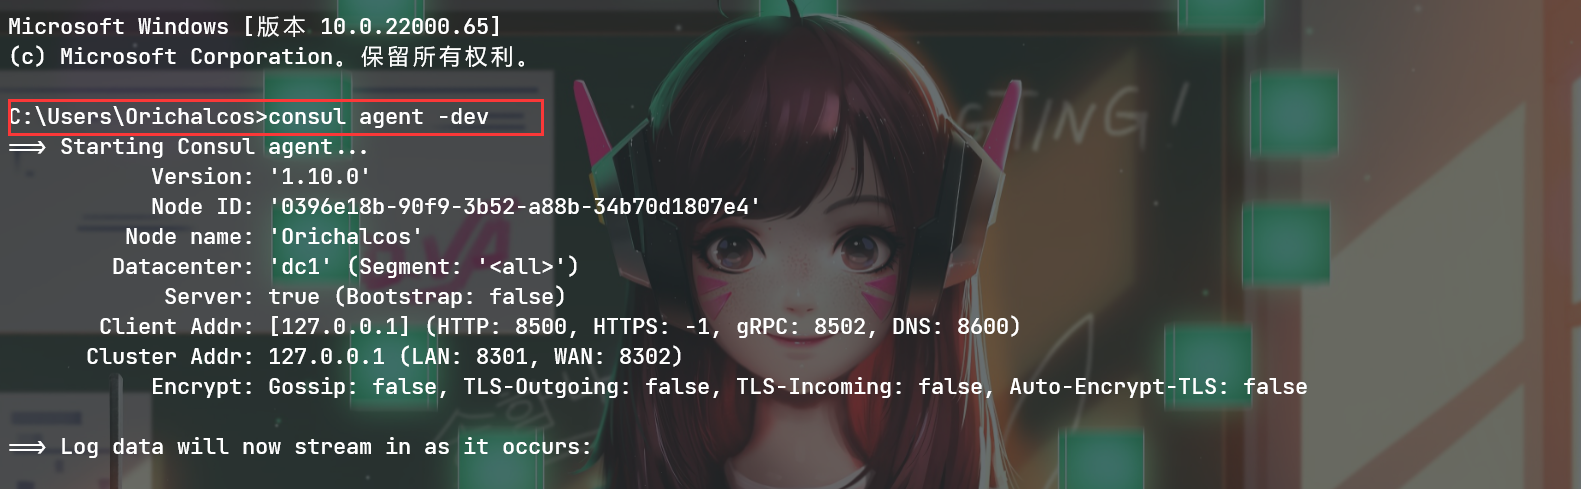 Microsoft Windows [版本 10.0.22000.65]
(c) Microsoft Corporation。保留所有权利。
C:\Users\Orichalcos>consul agent -dev
==> Starting Consul agent...
Version: '1.10.0'
Node ID: '0396e18b-90f9-3b52-a88b-34b70d1807e4'
Node name: 'Orichalcos'
Datacenter: 'dc1' (Segment: '<all>')
Server: true (Bootstrap: false)
Client Addr: [127.0.0.1] (HTTP: 8500, HTTPS: -1, gRPC: 8502, DNS: 8600)
Cluster Addr: 127.0.0.1 (LAN: 8301, WAN: 8302)
Encrypt: Gossip: false, TLS-Outgoing: false, TLS-Incoming: false, Auto-Encrypt-TLS: false
==> Log data will now stream in as it occurs: